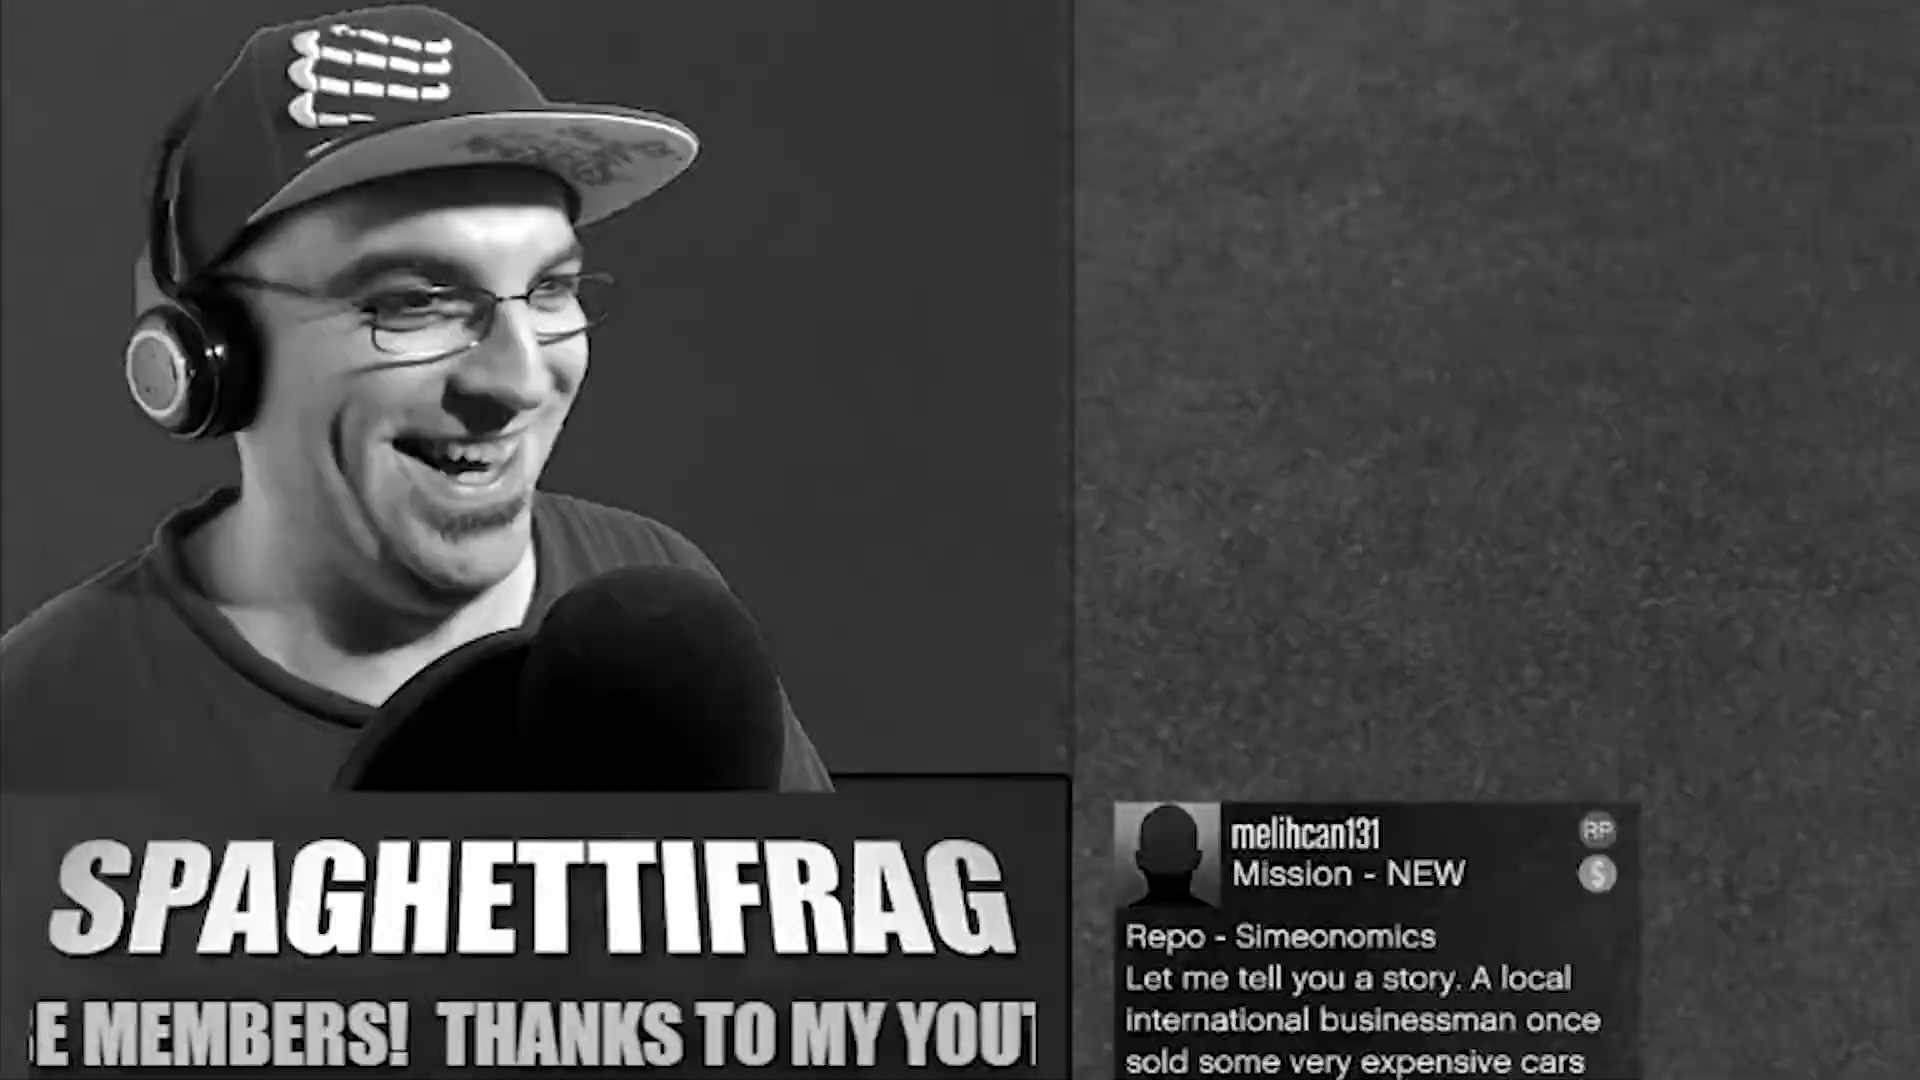 SPAGHETTIFRAG
E MEMBERS! THANKS TO MY YOU
melihcan131
RP
Mission - NEW
$
Repo - Simeonomics
Let me tell you a story. A local
international businessman once
sold some very expensive cars